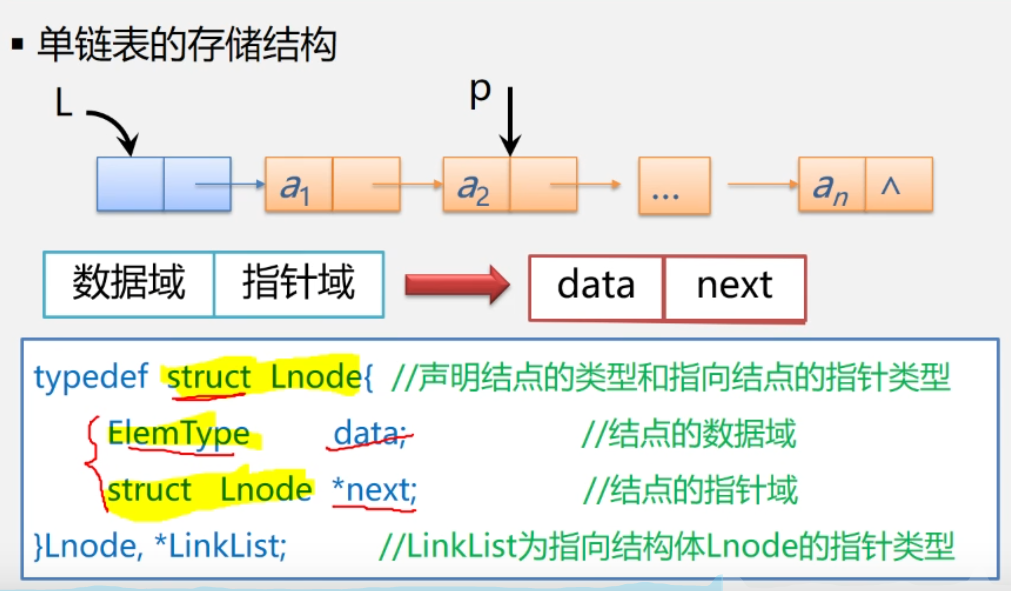 ▪ 单链表的存储结构
L
p
a1 a2 ... an ^
数据域 指针域 data next
typedef struct Lnode{ //声明结点的类型和指向结点的指针类型
ElemType data; //结点的数据域
struct Lnode *next; //结点的指针域
}Lnode, *LinkList; //LinkList为指向结构体Lnode的指针类型